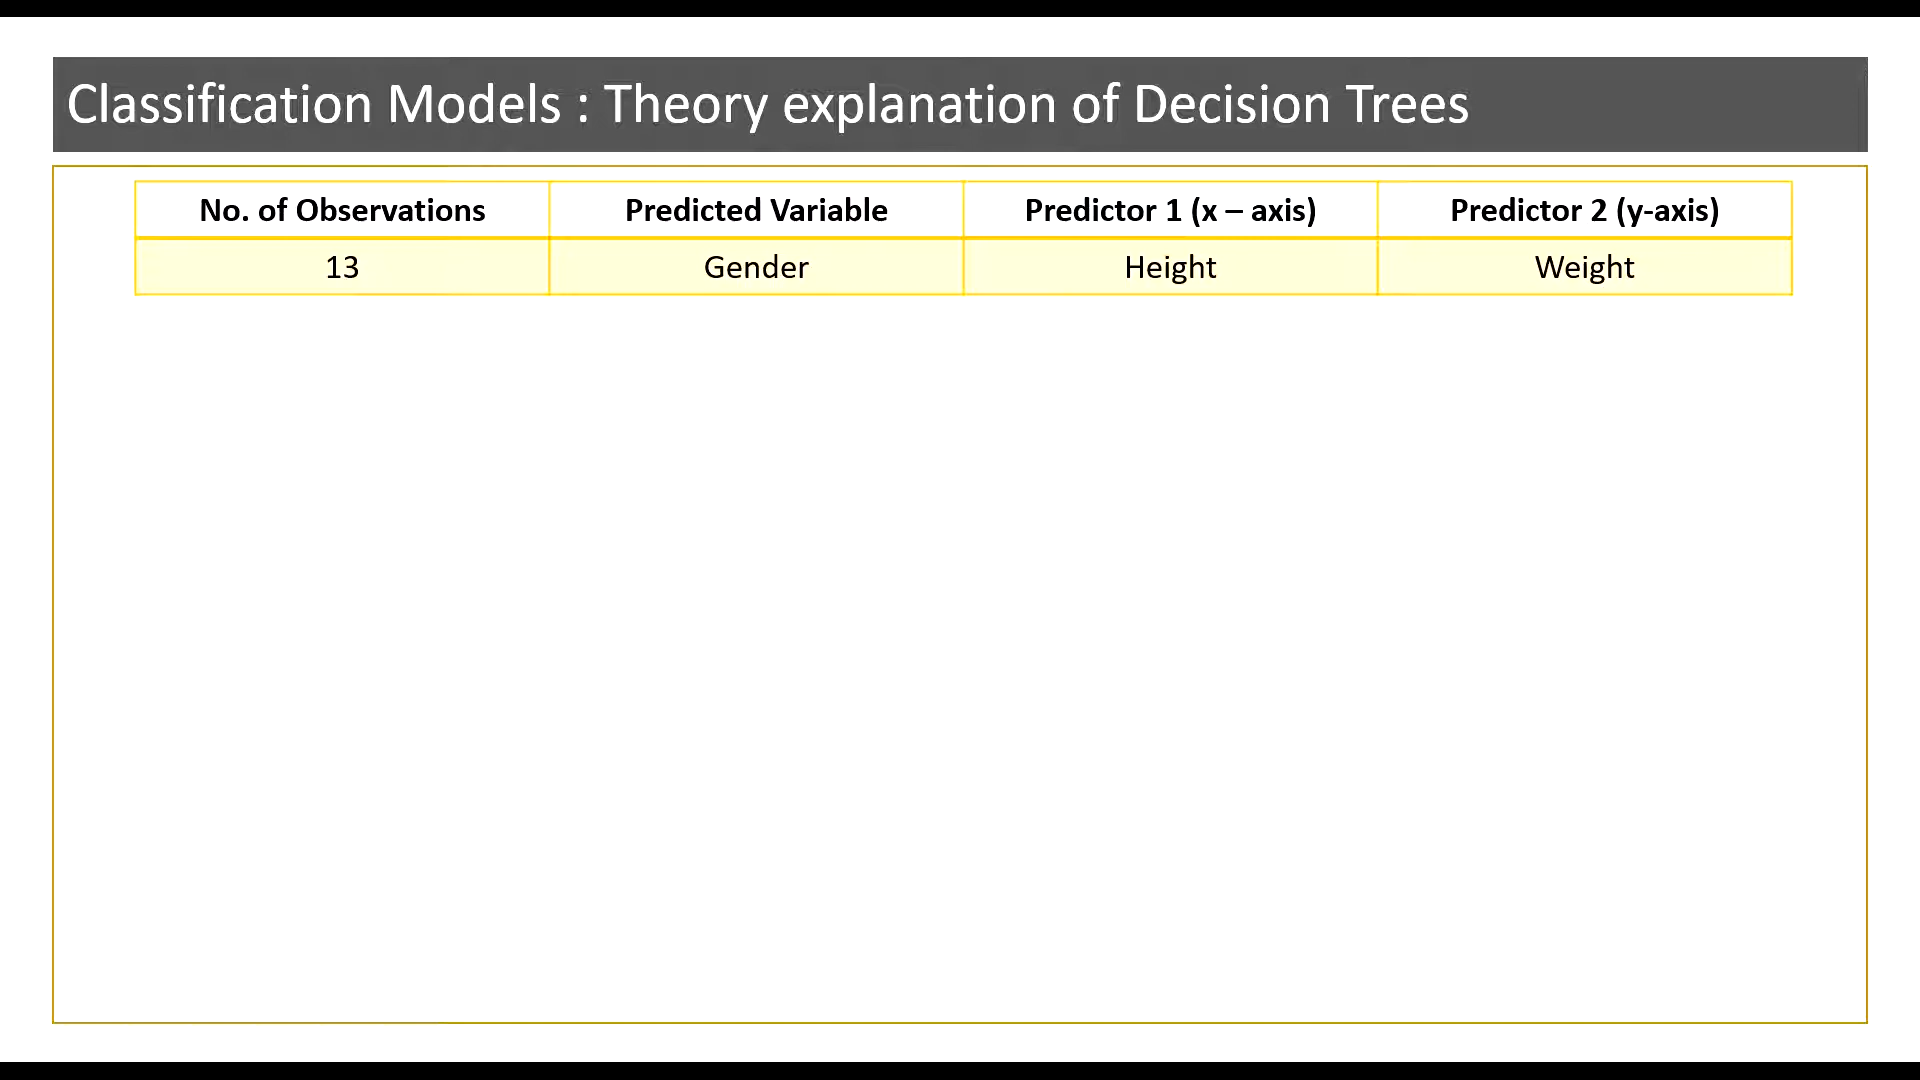 Classification Models : Theory explanation of Decision Trees
No. of Observations Predicted Variable Predictor 1 (x – axis) Predictor 2 (y-axis)
13 Gender Height Weight